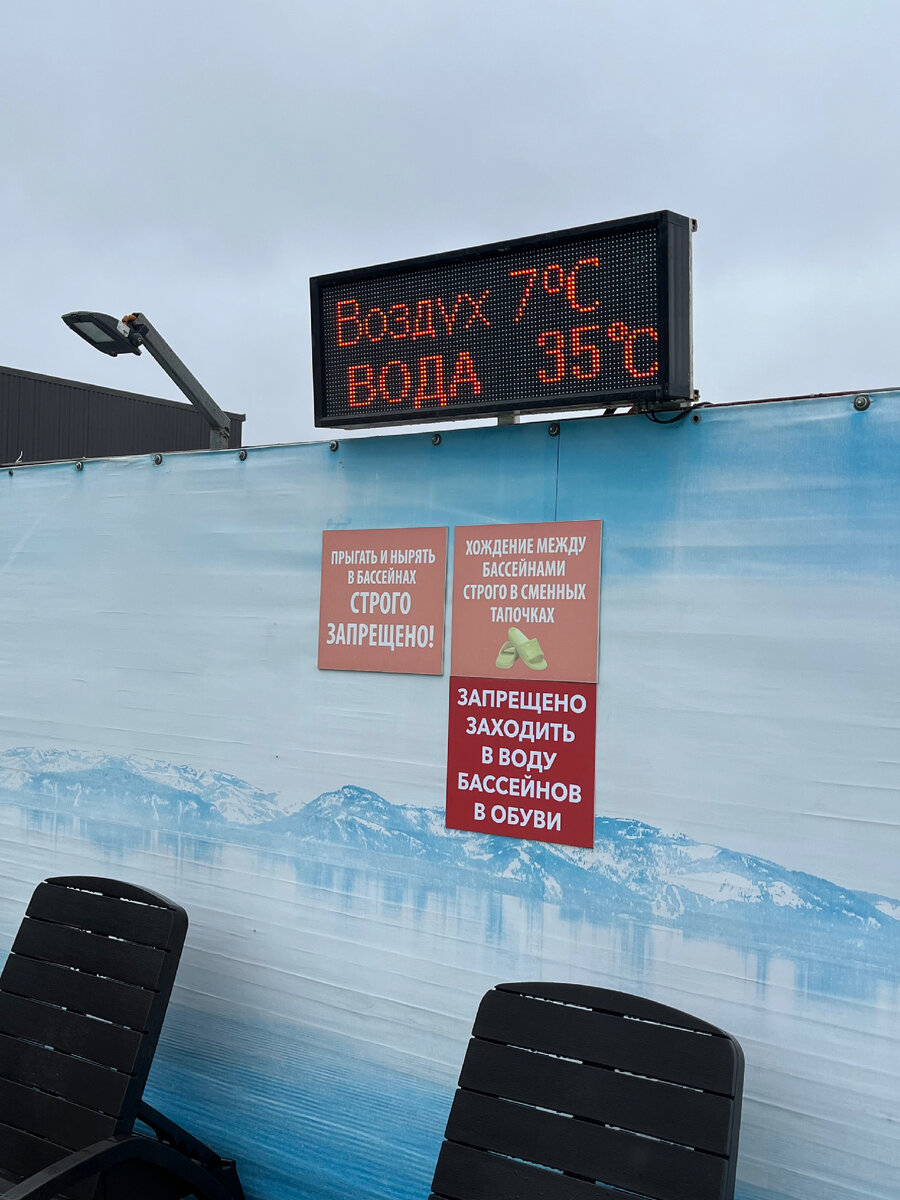 Воздух 7°C
ВОДА 35°C
ПРЫГАТЬ И НЫРЯТЬ
В БАССЕЙНАХ
СТРОГО
ЗАПРЕЩЕНО!
ХОЖДЕНИЕ МЕЖДУ
БАССЕЙНАМИ
СТРОГО В СМЕННЫХ
ТАПОЧКАХ
ЗАПРЕЩЕНО
ЗАХОДИТЬ
В ВОДУ
БАССЕЙНОВ
В ОБУВИ